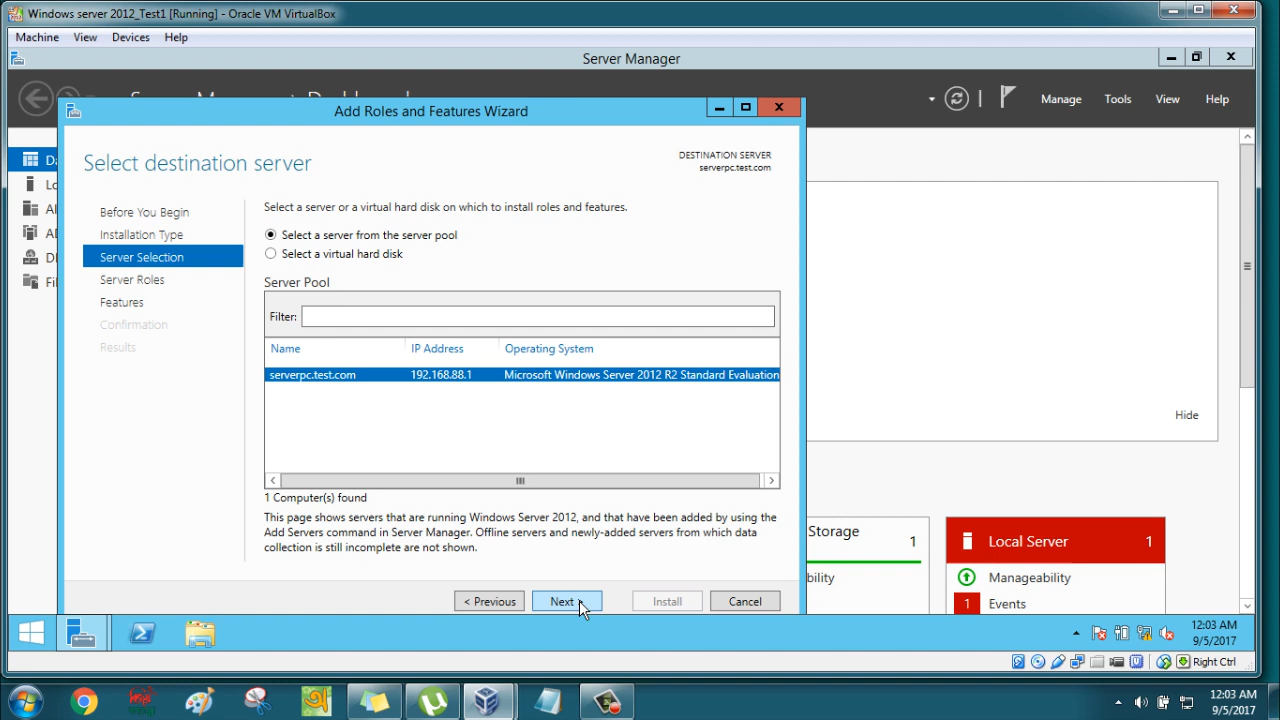 Windows server 2012_Test1 [Running] - Oracle VM VirtualBox
Machine View Devices Help
Server Manager
Manage Tools View Help
Add Roles and Features Wizard
Select destination server
DESTINATION SERVER
serverpc.test.com
Before You Begin
Installation Type
Server Selection
Server Roles
Features
Confirmation
Results
Select a server or a virtual hard disk on which to install roles and features.
Select a server from the server pool
Select a virtual hard disk
Server Pool
Filter:
Name IP Address Operating System
serverpc.test.com 192.168.88.1 Microsoft Windows Server 2012 R2 Standard Evaluation
1 Computer(s) found
This page shows servers that are running Windows Server 2012, and that have been added by using the
Add Servers command in Server Manager. Offline servers and newly-added servers from which data
collection is still incomplete are not shown.
< Previous Next > Install Cancel
Hide
Storage 1
bility
Local Server 1
Manageability
1 Events
12:03 AM
9/5/2017
Right Ctrl
12:03 AM
9/5/2017